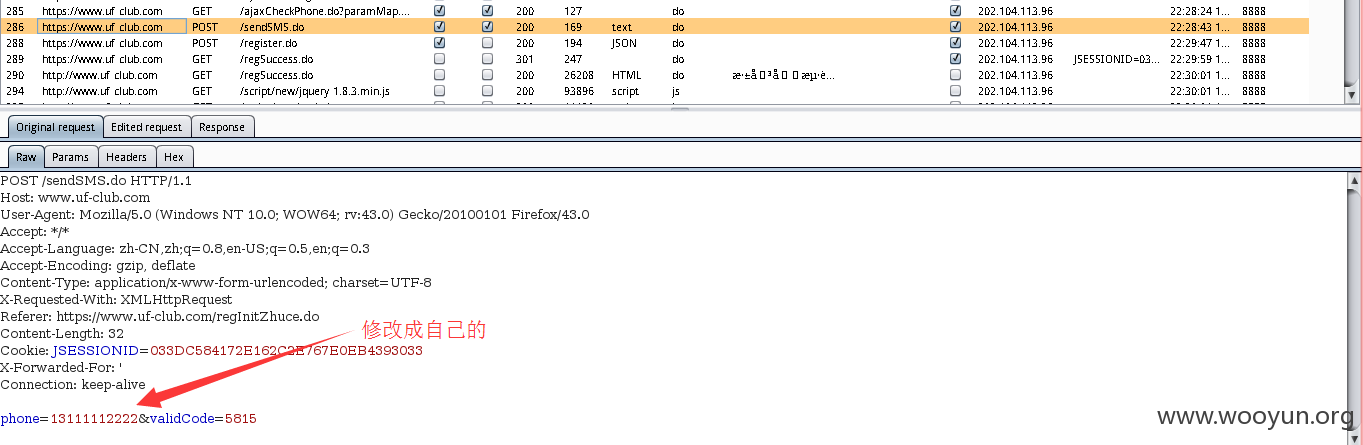 285 https://www.uf-club.com GET /ajaxCheckPhone.do?paramMap.... 200 127 do 202.104.113.96 22:28:24 1... 8888
286 https://www.uf-club.com POST /sendSMS.do 200 169 text do 202.104.113.96 22:28:43 1... 8888
288 https://www.uf-club.com POST /register.do 200 194 JSON do 202.104.113.96 22:29:47 1... 8888
289 https://www.uf-club.com GET /regSuccess.do 301 247 do 202.104.113.96 JSESSIONID=03... 22:29:59 1... 8888
290 http://www.uf-club.com GET /regSuccess.do 200 26208 HTML do 202.104.113.96 22:30:01 1... 8888
294 http://www.uf-club.com GET /script/new/jquery 1.8.3.min.js 200 93896 script js 202.104.113.96 22:30:01 1... 8888
Original request Edited request Response
Raw Params Headers Hex
POST /sendSMS.do HTTP/1.1
Host: www.uf-club.com
User-Agent: Mozilla/5.0 (Windows NT 10.0; WOW64; rv:43.0) Gecko/20100101 Firefox/43.0
Accept: */*
Accept-Language: zh-CN,zh;q=0.8,en-US;q=0.5,en;q=0.3
Accept-Encoding: gzip, deflate
Content-Type: application/x-www-form-urlencoded; charset=UTF-8
X-Requested-With: XMLHttpRequest
Referer: https://www.uf-club.com/regInitZhuce.do
Content-Length: 32
修改成自己的
Cookie: JSESSIONID=033DC584172E162C2E767E0EB4393033
X-Forwarded-For: '
Connection: keep-alive
phone=13111112222&validCode=5815
www.wooyun.org